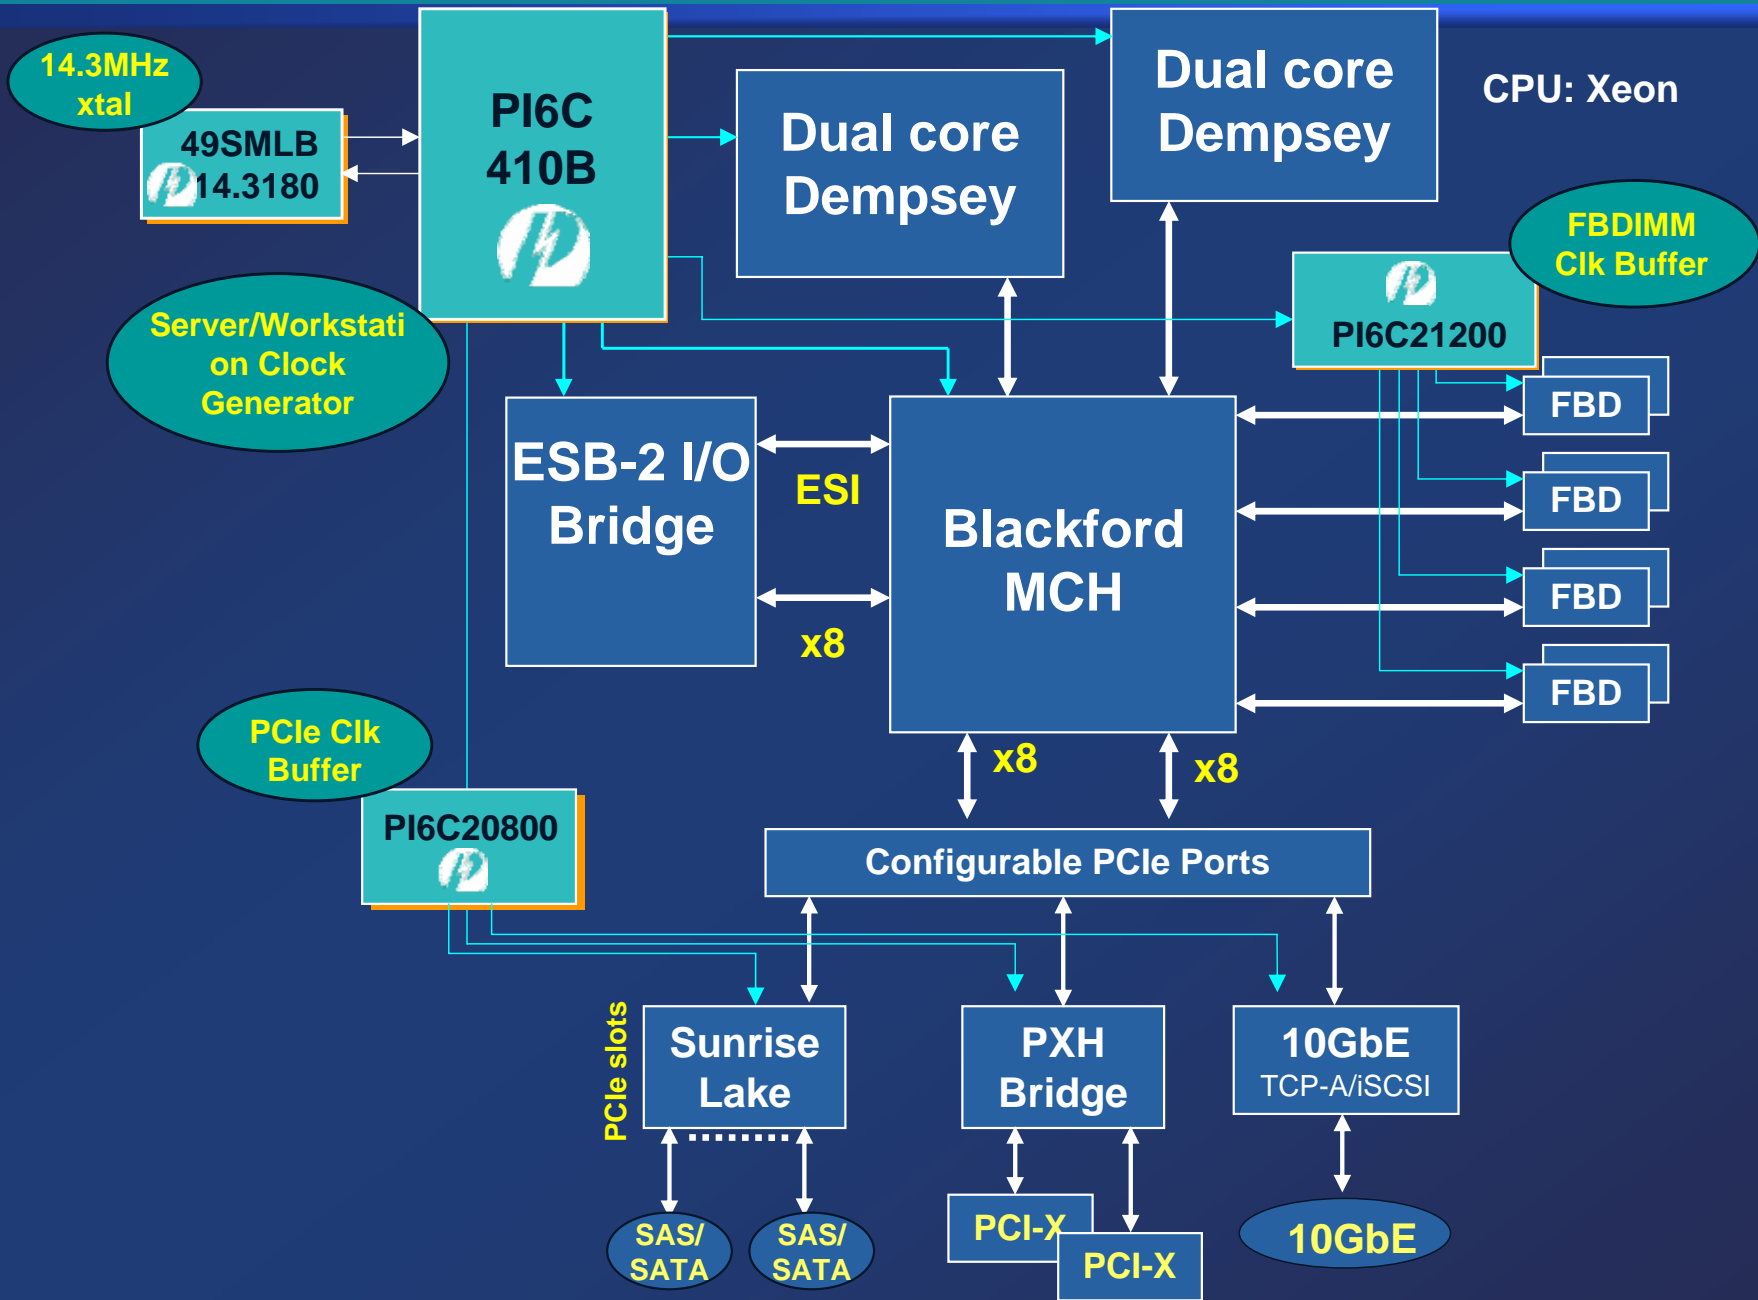 14.3MHz
xtal
49SMLB
14.3180
PI6C
410B
Dual core
Dempsey
Dual core
Dempsey
CPU: Xeon
FBDIMM
Clk Buffer
PI6C21200
Server/Workstati
on Clock
Generator
FBD
FBD
FBD
FBD
ESB-2 I/O
Bridge
ESI
x8
Blackford
MCH
x8
x8
PCIe Clk
Buffer
PI6C20800
Configurable PCIe Ports
PCIe slots
Sunrise
Lake
PXH
Bridge
10GbE
TCP-A/iSCSI
SAS/
SATA
SAS/
SATA
PCI-X
PCI-X
10GbE